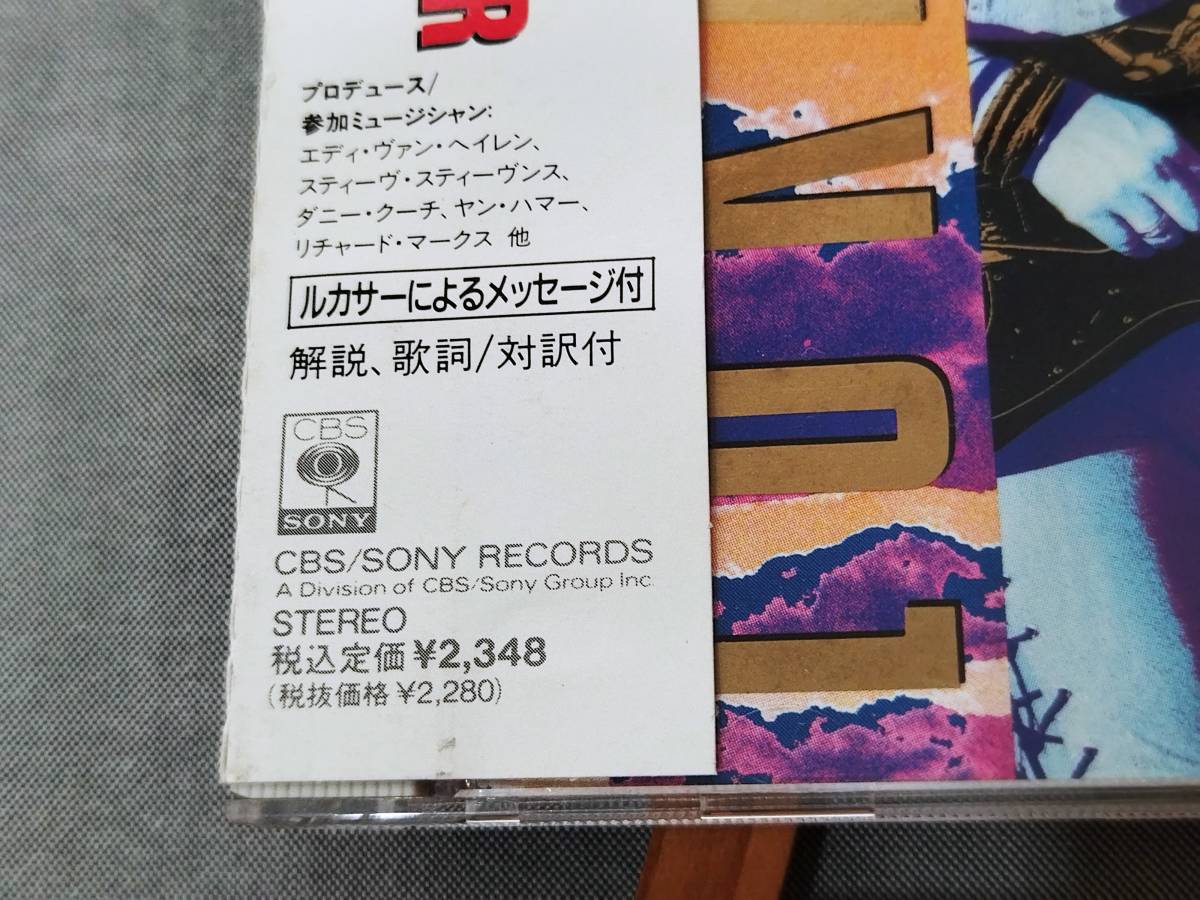 R
プロデュース/
参加ミュージシャン:
エディ・ヴァン・ヘイレン、
スティーヴ・スティーヴンス、
ダニー・クーチ、ヤン・ハマー、
リチャード・マークス 他
ルカサーによるメッセージ付
解説、歌詞/対訳付
CBS
SONY
CBS/SONY RECORDS
A Division of CBS/Sony Group Inc.
STEREO
税込定価¥2,348
(税抜価格¥2,280)
LUK